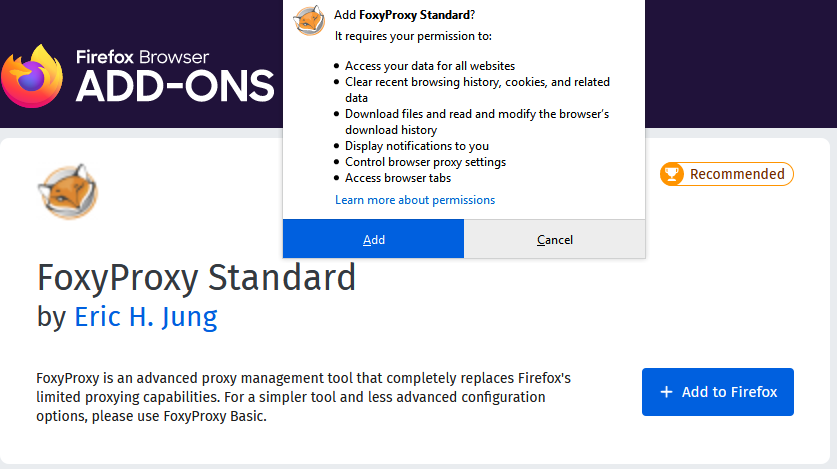 Firefox Browser
ADD-ONS
Add FoxyProxy Standard?
It requires your permission to:
• Access your data for all websites
• Clear recent browsing history, cookies, and related
data
• Download files and read and modify the browser's
download history
• Display notifications to you
• Control browser proxy settings
• Access browser tabs
Learn more about permissions
Add
Cancel
Recommended
FoxyProxy Standard
by Eric H. Jung
FoxyProxy is an advanced proxy management tool that completely replaces Firefox's
limited proxying capabilities. For a simpler tool and less advanced configuration
options, please use FoxyProxy Basic.
+ Add to Firefox